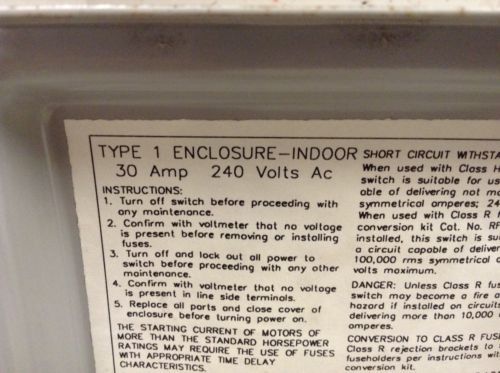 TYPE 1 ENCLOSURE-INDOOR
30 Amp 240 Volts Ac
INSTRUCTIONS:
1. Turn off switch before proceeding with
any maintenance.
2. Confirm with voltmeter that no voltage
is present before removing or installing
fuses.
3. Turn off and lock out all power to
switch before proceeding with any other
maintenance.
4. Confirm with voltmeter that no voltage
is present in line side terminals.
5. Replace all ports and close cover of
enclosure before turning power on.
THE STARTING CURRENT OF MOTORS OF
MORE THAN THE STANDARD HORSEPOWER
RATINGS MAY REQUIRE THE USE OF FUSES
WITH APPROPRIATE TIME DELAY
CHARACTERISTICS.
SHORT CIRCUIT WITHSTA
When used with Class H
switch is suitable for us
able of delivering not mo
symmetrical amperes; 24
When used with Class R
conversion kit Cat. No. RF
installed, this switch is su
a circuit capable of deliver
100,000 rms symmetrical
volts maximum.
DANGER: Unless Class R fus
switch may become a fire
hazard if installed on circuits
delivering more than 10,000
amperes.
CONVERSION TO CLASS R FUS
Class R rejection brackets to
fuseholders per instructions wit
conversion kit.